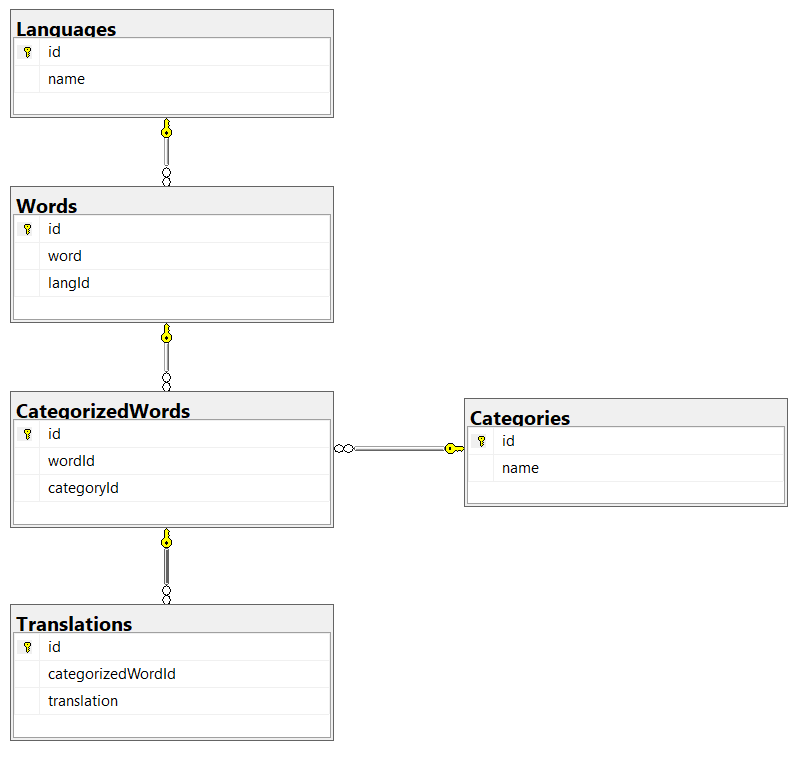 Languages
id
name
Words
id
word
langId
CategorizedWords
id
wordId
categoryId
Categories
id
name
Translations
id
categorizedWordId
translation